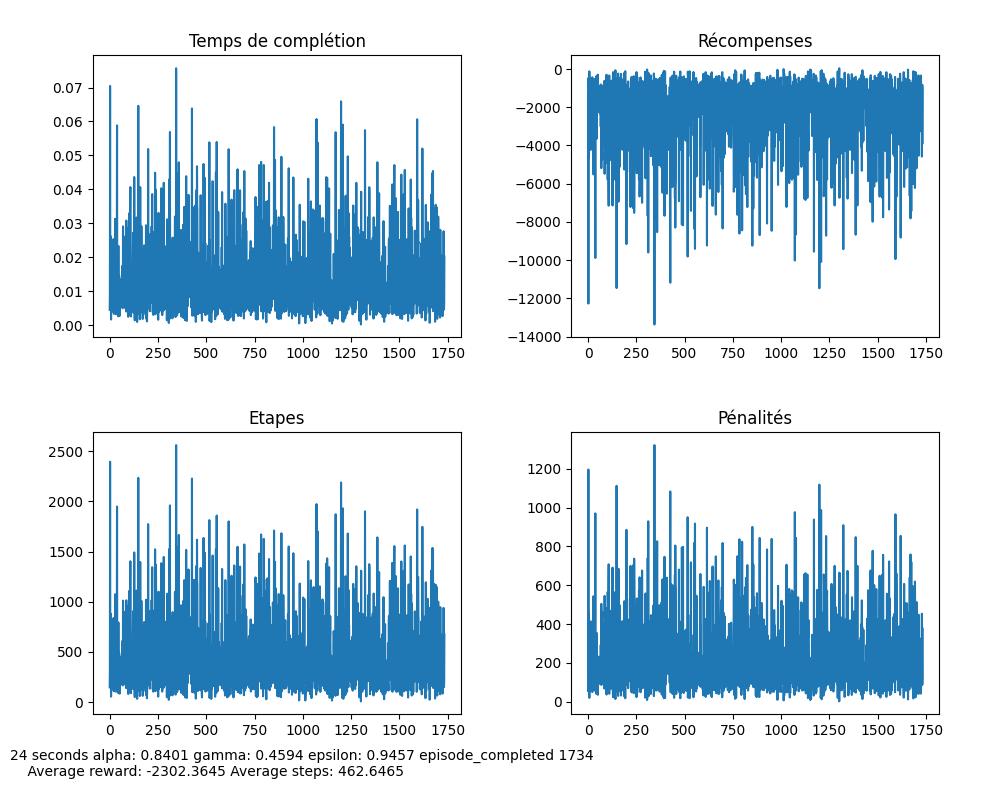 Temps de complétion
0.07
0.06
0.05
0.04
0.03
0.02
0.01
0.00
0 250 500 750 1000 1250 1500 1750
Récompenses
0
−2000
−4000
−6000
−8000
−10000
−12000
−14000
0 250 500 750 1000 1250 1500 1750
Etapes
2500
2000
1500
1000
500
0
0 250 500 750 1000 1250 1500 1750
Pénalités
1200
1000
800
600
400
200
0
0 250 500 750 1000 1250 1500 1750
24 seconds alpha: 0.8401 gamma: 0.4594 epsilon: 0.9457 episode_completed 1734
Average reward: -2302.3645 Average steps: 462.6465